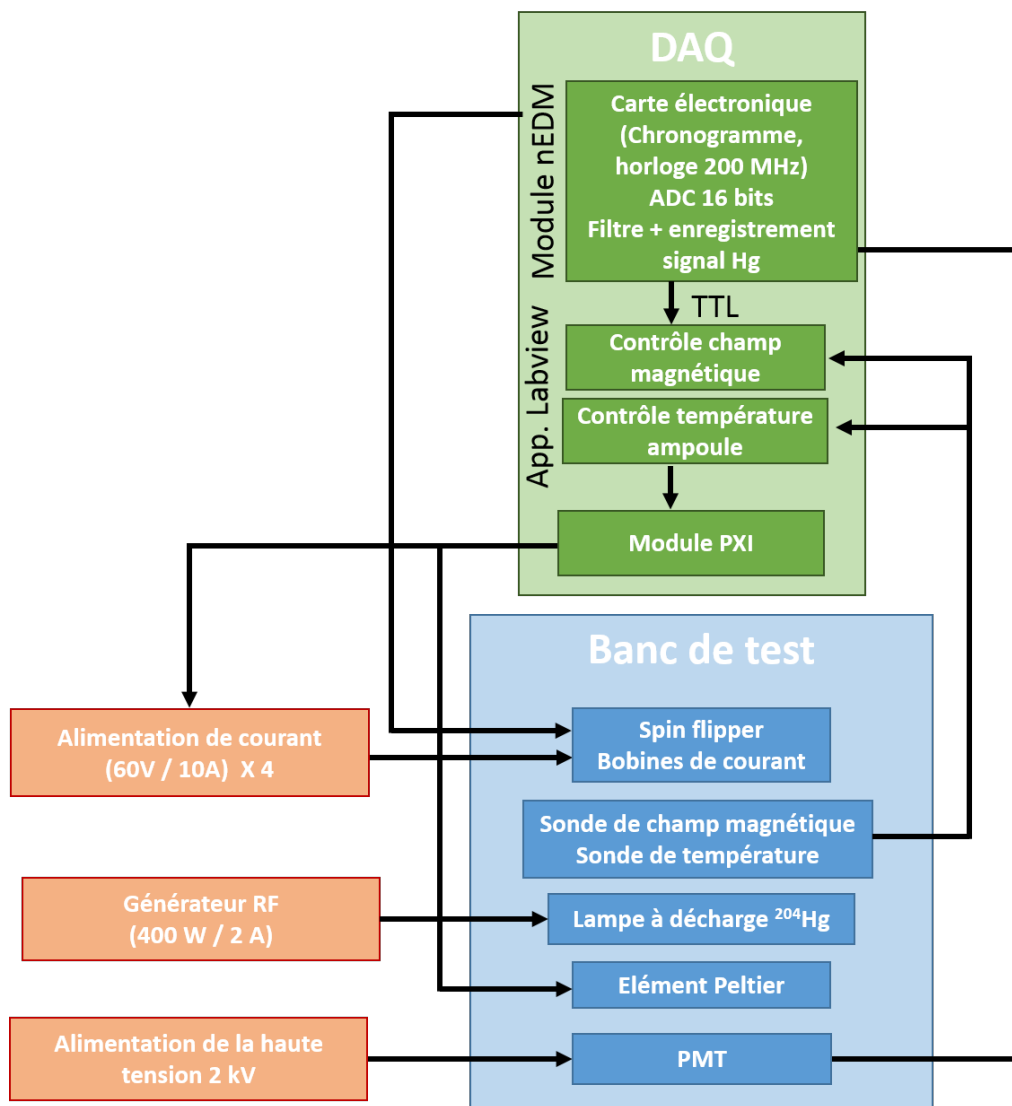 DAQ
Module nEDM
Carte électronique
(Chronogramme,
horloge 200 MHz)
ADC 16 bits
Filtre + enregistrement
signal Hg
TTL
App. Labview
Contrôle champ
magnétique
Contrôle température
ampoule
Module PXI
Banc de test
Alimentation de courant
(60V / 10A)  X 4
Spin flipper
Bobines de courant
Sonde de champ magnétique
Sonde de température
Générateur RF
(400 W / 2 A)
Lampe à décharge ²⁰⁴Hg
Elément Peltier
Alimentation de la haute
tension 2 kV
PMT